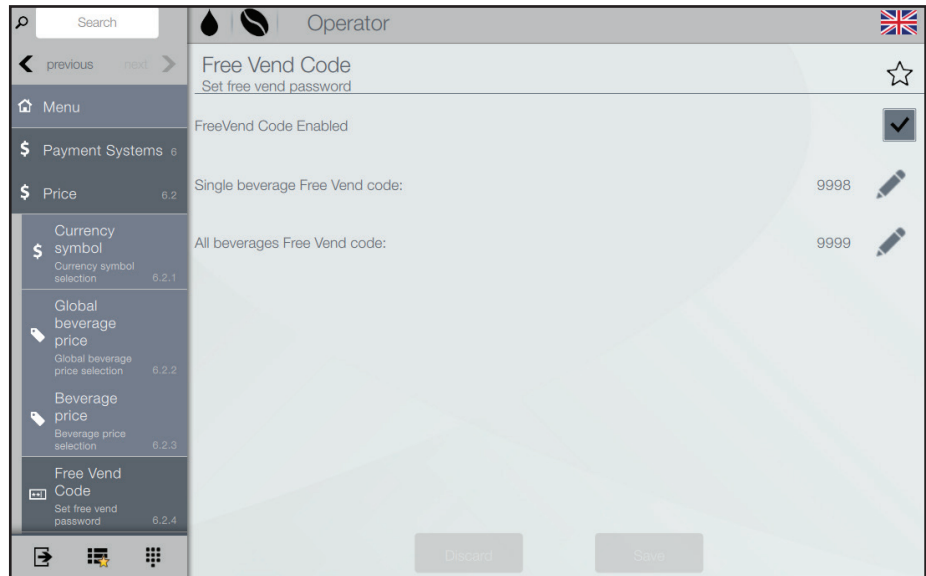 Search
Operator
previous
next
Free Vend Code
Set free vend password
Menu
FreeVend Code Enabled
$ Payment Systems 6
$ Price 6.2
Single beverage Free Vend code: 9998
Currency
$ symbol
Currency symbol
selection 6.2.1
All beverages Free Vend code: 9999
Global
beverage
price
Global beverage
price selection 6.2.2
Beverage
price
Beverage price
selection 6.2.3
Free Vend
Code
Set free vend
password 6.2.4
Discard
Save